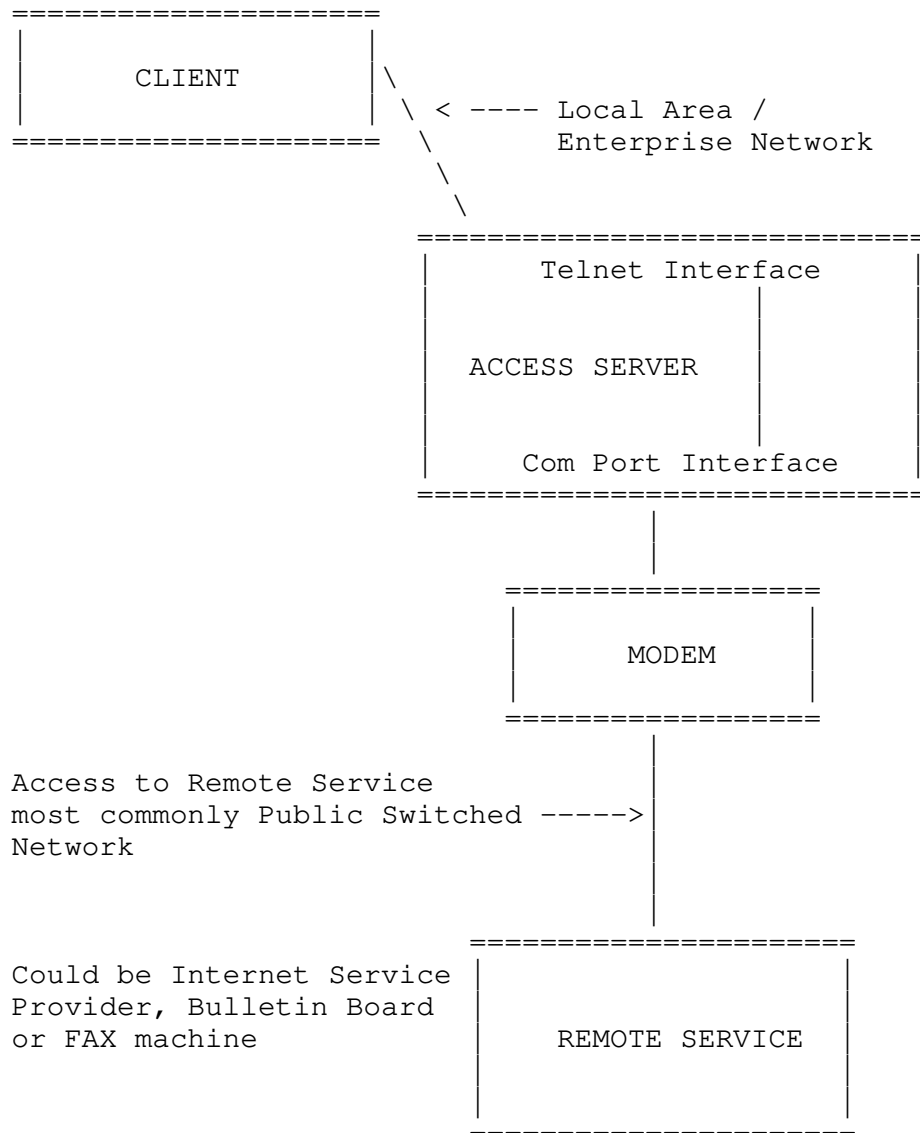 CLIENT
< ---- Local Area /
Enterprise Network
Telnet Interface
ACCESS SERVER
Com Port Interface
MODEM
Access to Remote Service
most commonly Public Switched ----->
Network
Could be Internet Service
Provider, Bulletin Board
or FAX machine
REMOTE SERVICE